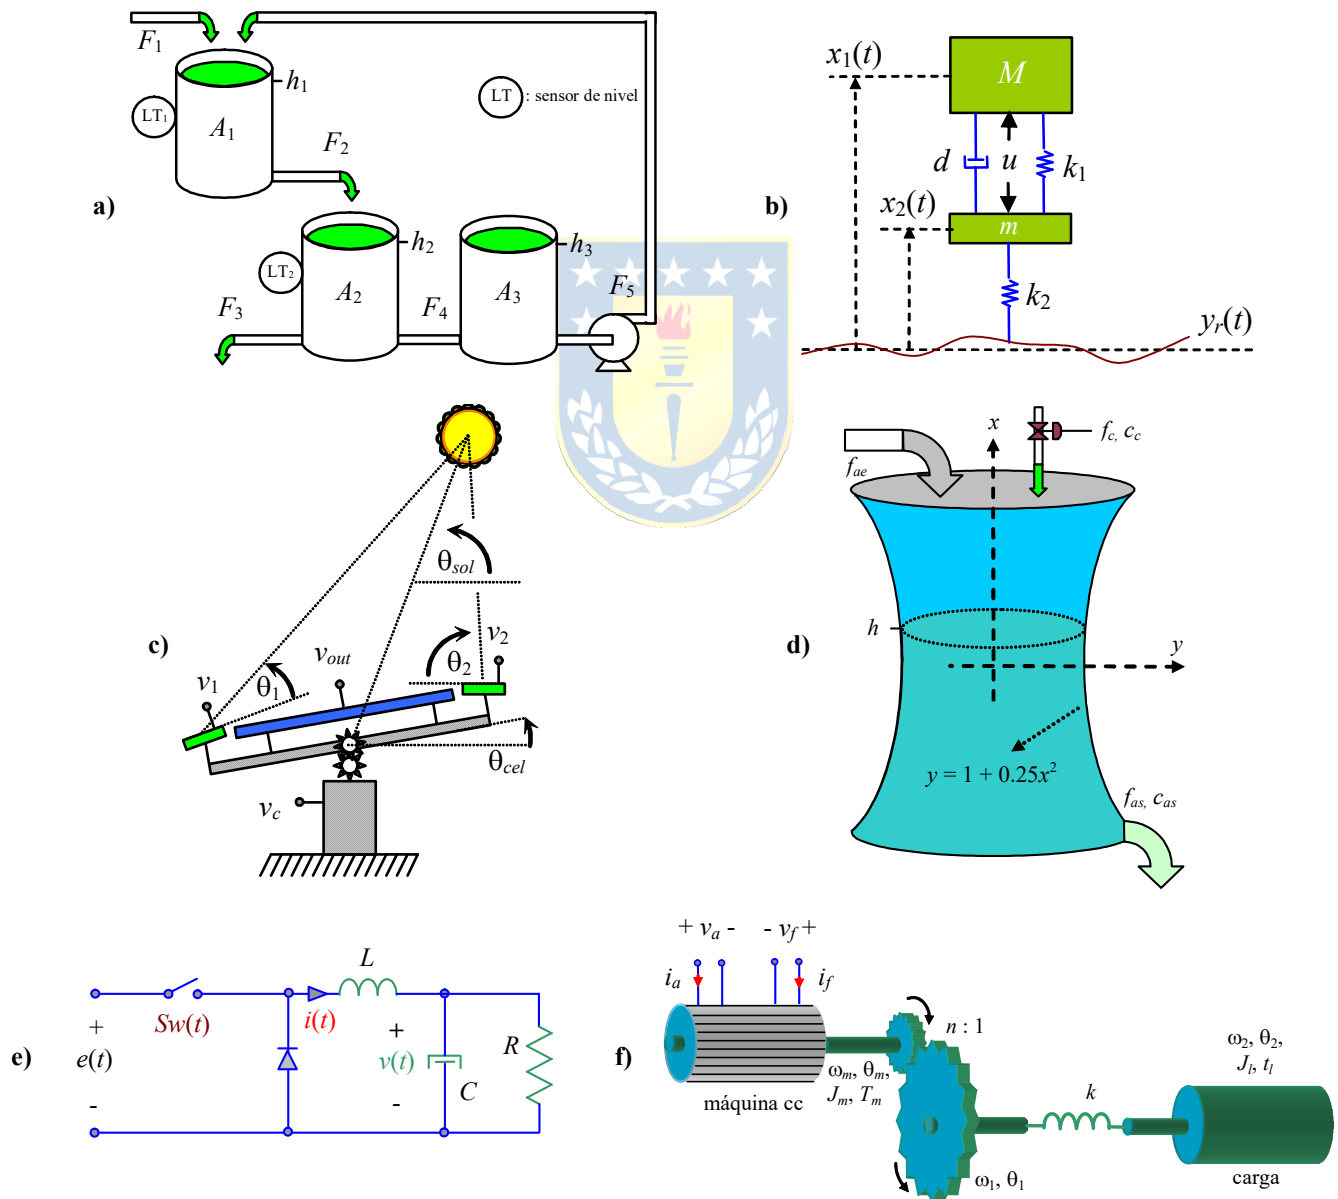 a)
F₁
h₁
LT₁
A₁
F₂
LT : sensor de nivel
h₂
LT₂
A₂
F₃
F₄
h₃
A₃
F₅
b)
x₁(t)
M
d
u
k₁
x₂(t)
m
k₂
yᵣ(t)
c)
θsol
v₁
θ₁
vout
θ₂
v₂
θcel
vc
d)
x
fc, cc
fae
h
y
y = 1 + 0.25x²
fas, cas
e)
+
e(t)
-
Sw(t)
i(t)
L
+
v(t)
-
C
R
f)
+ va - - vf +
ia
if
n : 1
máquina cc
ωm, θm,
Jm, Tm
ω₁, θ₁
k
ω₂, θ₂,
Jl, tl
carga